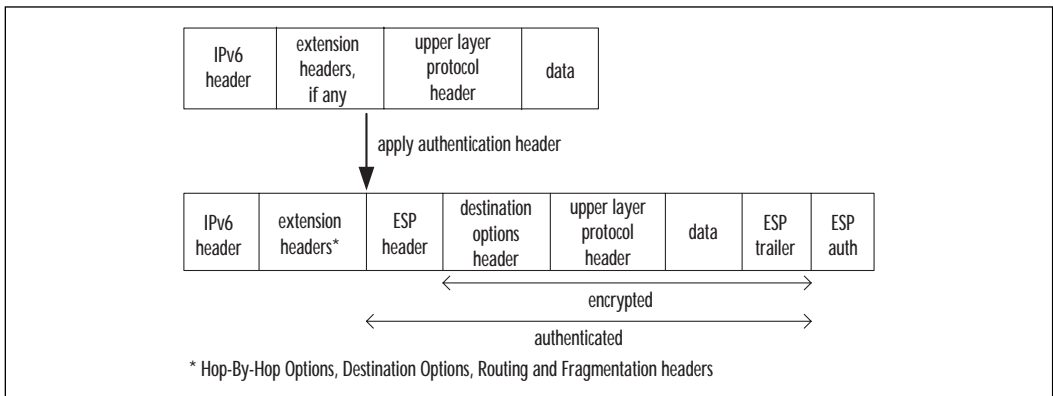 IPv6
header
extension
headers,
if any
upper layer
protocol
header
data
apply authentication header
IPv6
header
extension
headers*
ESP
header
destination
options
header
upper layer
protocol
header
data
ESP
trailer
ESP
auth
encrypted
authenticated
* Hop-By-Hop Options, Destination Options, Routing and Fragmentation headers